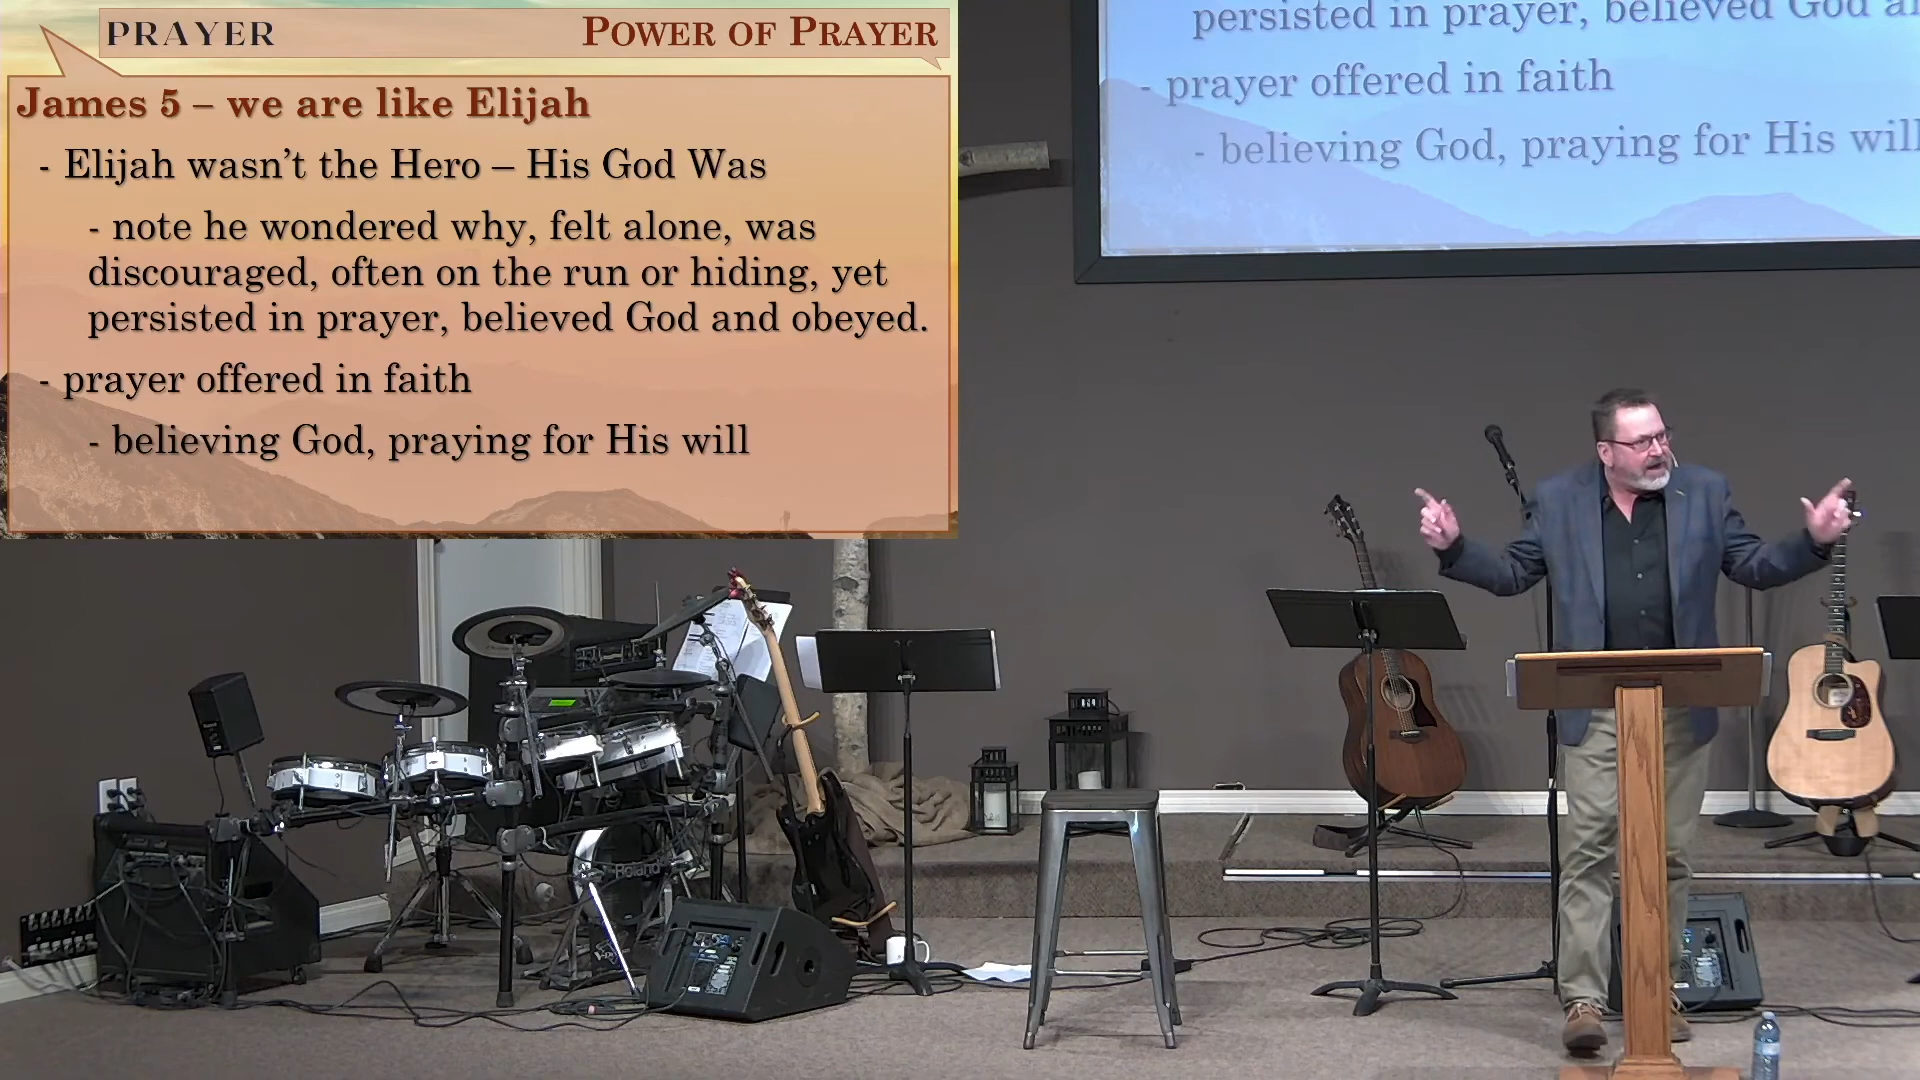 PRAYER
POWER OF PRAYER
James 5 – we are like Elijah
- Elijah wasn't the Hero – His God Was
- note he wondered why, felt alone, was
discouraged, often on the run or hiding, yet
persisted in prayer, believed God and obeyed.
- prayer offered in faith
- believing God, praying for His will
persisted in prayer, believed God a
- prayer offered in faith
- believing God, praying for His will
Roland